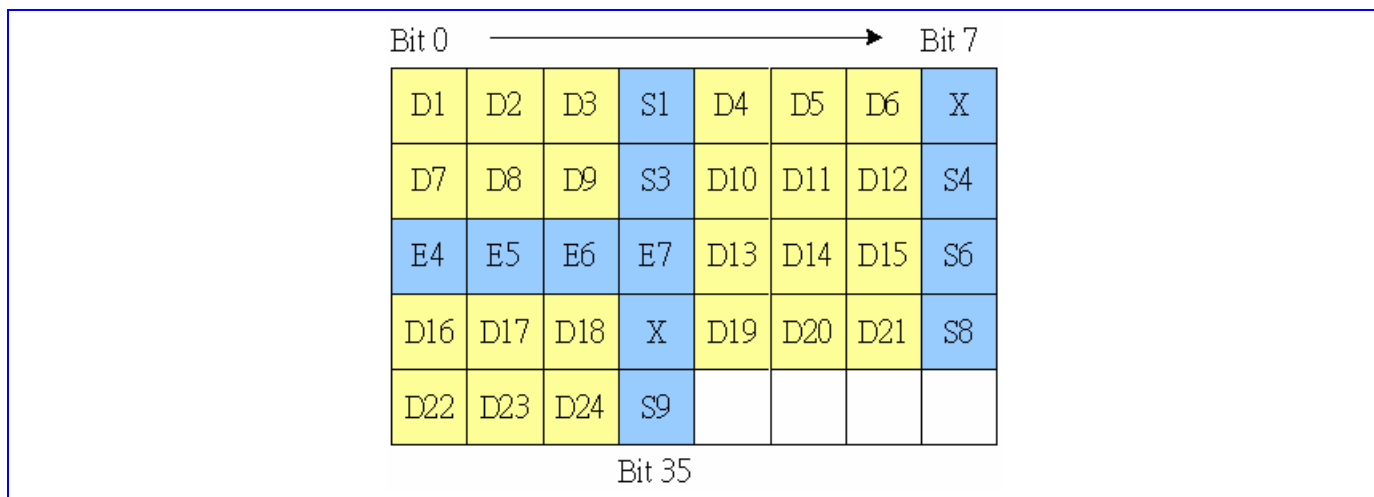 Bit 0 Bit 7
D1 D2 D3 S1 D4 D5 D6 X
D7 D8 D9 S3 D10 D11 D12 S4
E4 E5 E6 E7 D13 D14 D15 S6
D16 D17 D18 X D19 D20 D21 S8
D22 D23 D24 S9
Bit 35